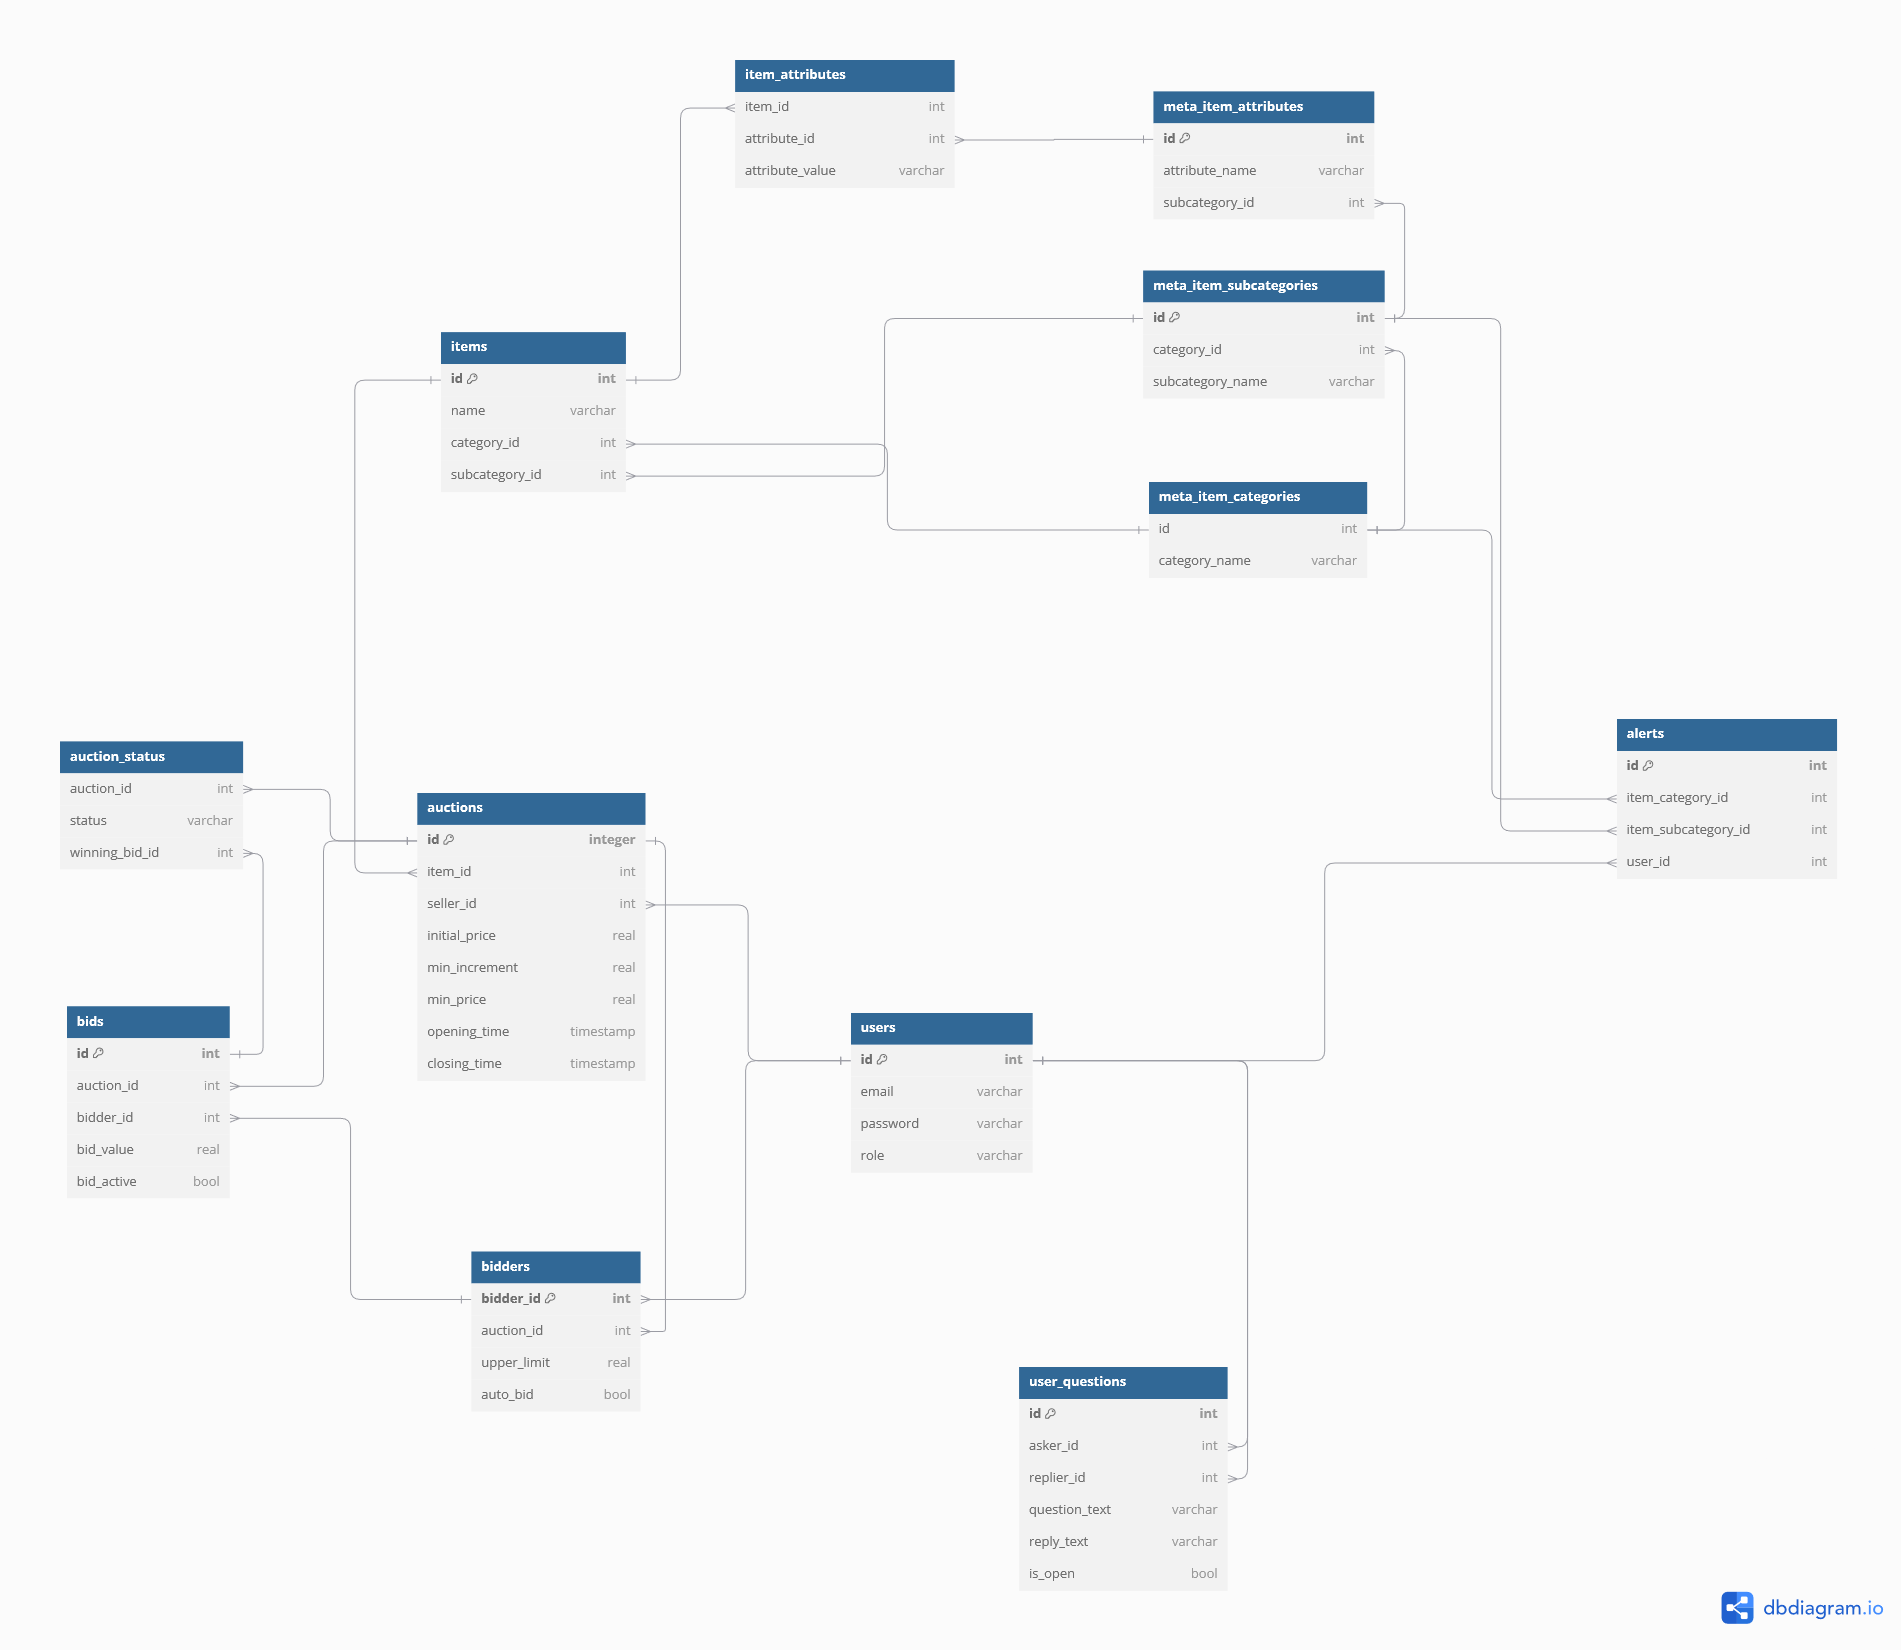 item_attributes
item_id int
attribute_id int
attribute_value varchar
meta_item_attributes
id int
attribute_name varchar
subcategory_id int
meta_item_subcategories
id int
category_id int
subcategory_name varchar
items
id int
name varchar
category_id int
subcategory_id int
meta_item_categories
id int
category_name varchar
alerts
id int
item_category_id int
item_subcategory_id int
user_id int
auction_status
auction_id int
status varchar
winning_bid_id int
auctions
id integer
item_id int
seller_id int
initial_price real
min_increment real
min_price real
opening_time timestamp
closing_time timestamp
bids
id int
auction_id int
bidder_id int
bid_value real
bid_active bool
users
id int
email varchar
password varchar
role varchar
bidders
bidder_id int
auction_id int
upper_limit real
auto_bid bool
user_questions
id int
asker_id int
replier_id int
question_text varchar
reply_text varchar
is_open bool
dbdiagram.io